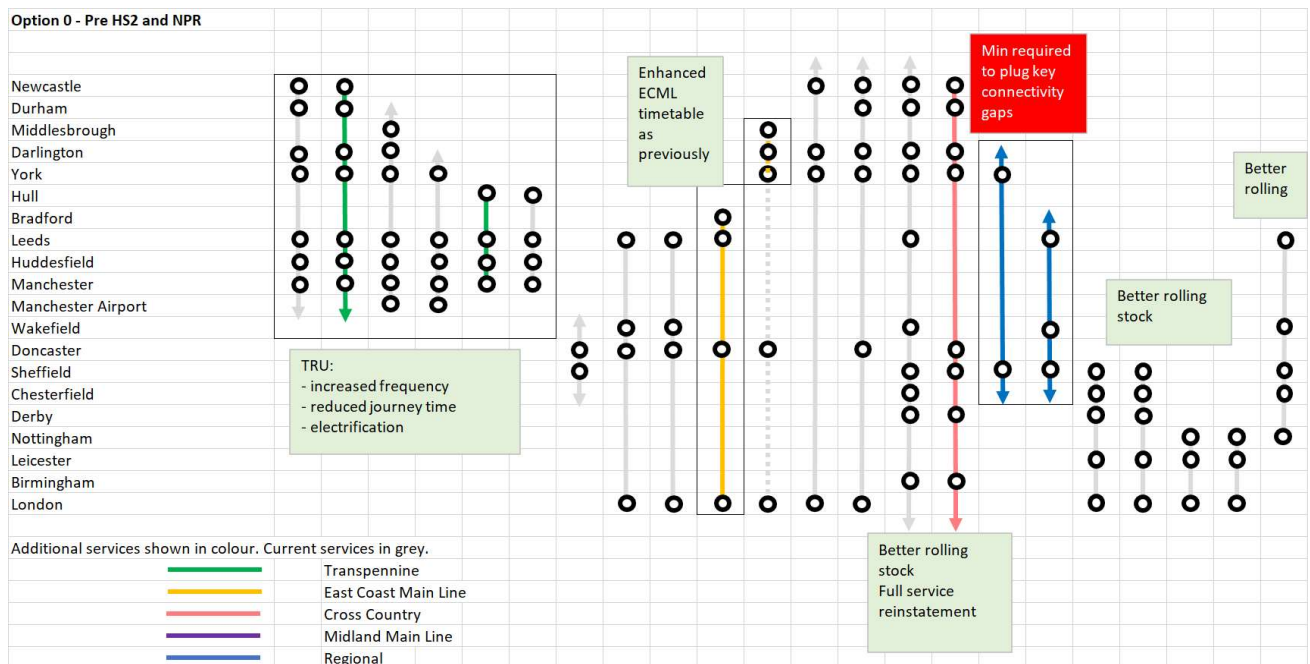 Option 0 - Pre HS2 and NPR
Newcastle
Durham
Middlesbrough
Darlington
York
Hull
Bradford
Leeds
Huddesfield
Manchester
Manchester Airport
Wakefield
Doncaster
Sheffield
Chesterfield
Derby
Nottingham
Leicester
Birmingham
London
Enhanced
ECML
timetable
as
previously
Min required
to plug key
connectivity
gaps
Better
rolling
Better rolling
stock
TRU:
- increased frequency
- reduced journey time
- electrification
Better rolling
stock
Full service
reinstatement
Additional services shown in colour. Current services in grey.
Transpennine
East Coast Main Line
Cross Country
Midland Main Line
Regional